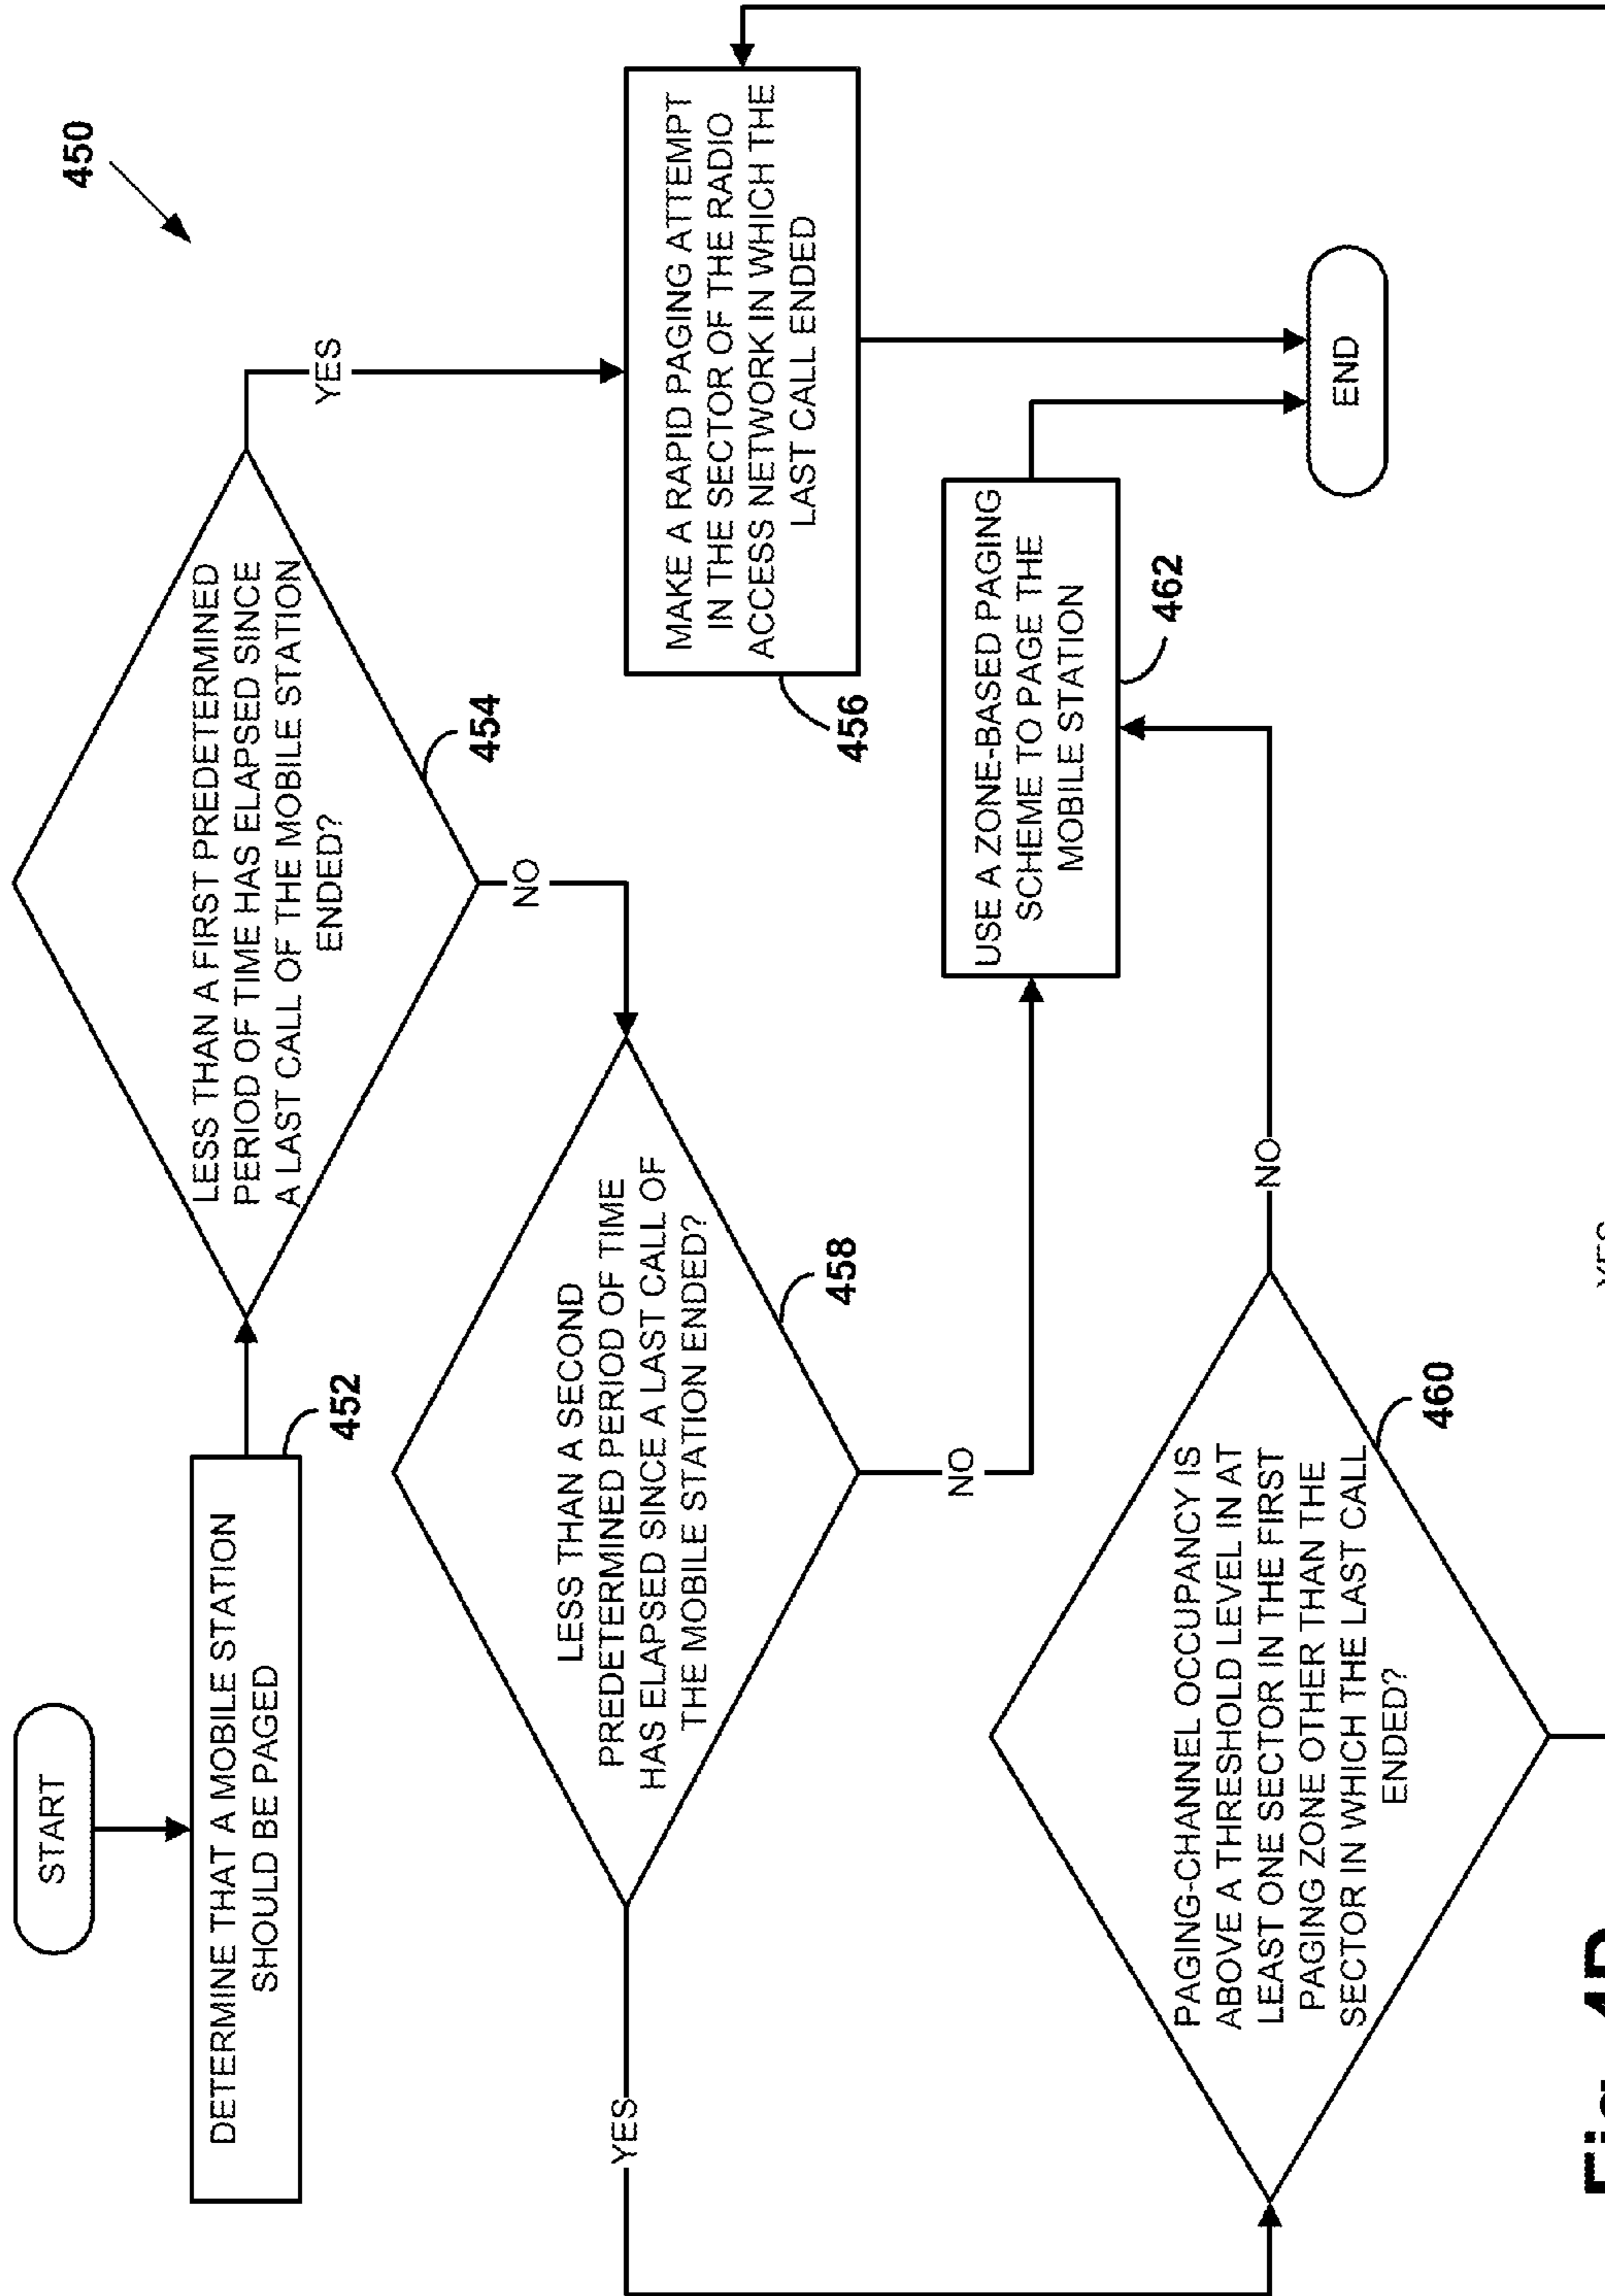 450
START
DETERMINE THAT A MOBILE STATION
SHOULD BE PAGED
452
LESS THAN A FIRST PREDETERMINED
PERIOD OF TIME HAS ELAPSED SINCE
A LAST CALL OF THE MOBILE STATION
ENDED?
454
YES
NO
MAKE A RAPID PAGING ATTEMPT
IN THE SECTOR OF THE RADIO
ACCESS NETWORK IN WHICH THE
LAST CALL ENDED
456
LESS THAN A SECOND
PREDETERMINED PERIOD OF TIME
HAS ELAPSED SINCE A LAST CALL OF
THE MOBILE STATION ENDED?
458
YES
NO
USE A ZONE-BASED PAGING
SCHEME TO PAGE THE
MOBILE STATION
462
PAGING-CHANNEL OCCUPANCY IS
ABOVE A THRESHOLD LEVEL IN AT
LEAST ONE SECTOR IN THE FIRST
PAGING ZONE OTHER THAN THE
SECTOR IN WHICH THE LAST CALL
ENDED?
460
NO
YES
END